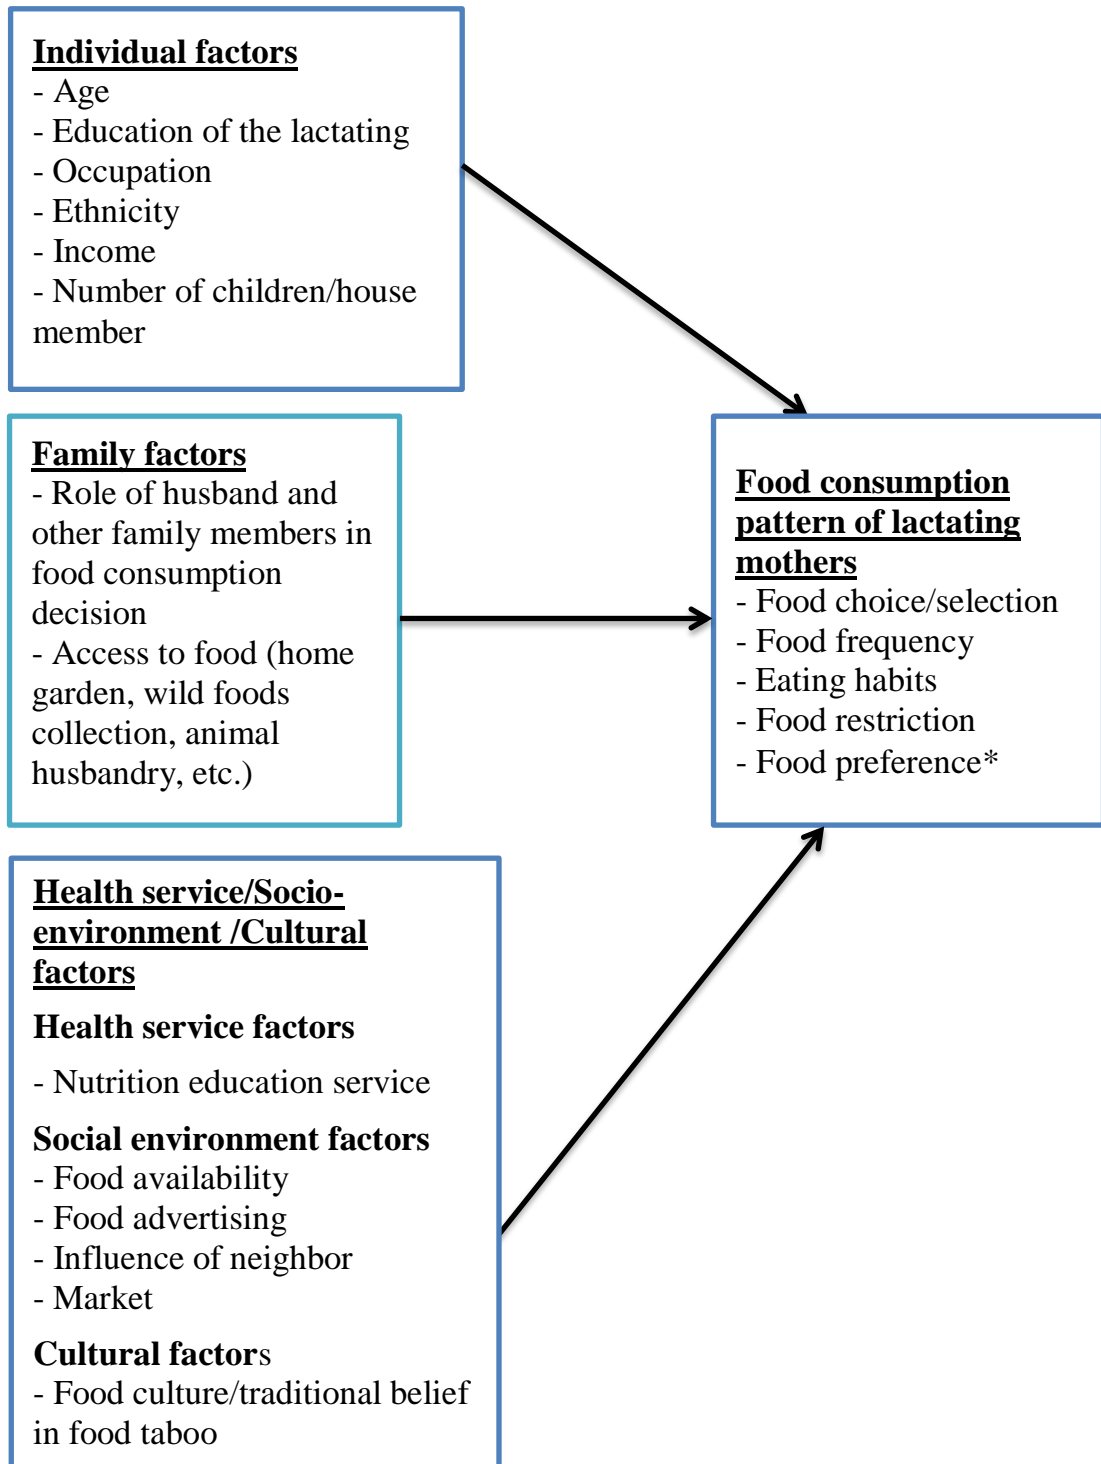 Individual factors
- Age
- Education of the lactating
- Occupation
- Ethnicity
- Income
- Number of children/house
member
Family factors
- Role of husband and
other family members in
food consumption
decision
- Access to food (home
garden, wild foods
collection, animal
husbandry, etc.)
Health service/Socio-
environment /Cultural
factors
Health service factors
- Nutrition education service
Social environment factors
- Food availability
- Food advertising
- Influence of neighbor
- Market
Cultural factors
- Food culture/traditional belief
in food taboo
Food consumption
pattern of lactating
mothers
- Food choice/selection
- Food frequency
- Eating habits
- Food restriction
- Food preference*